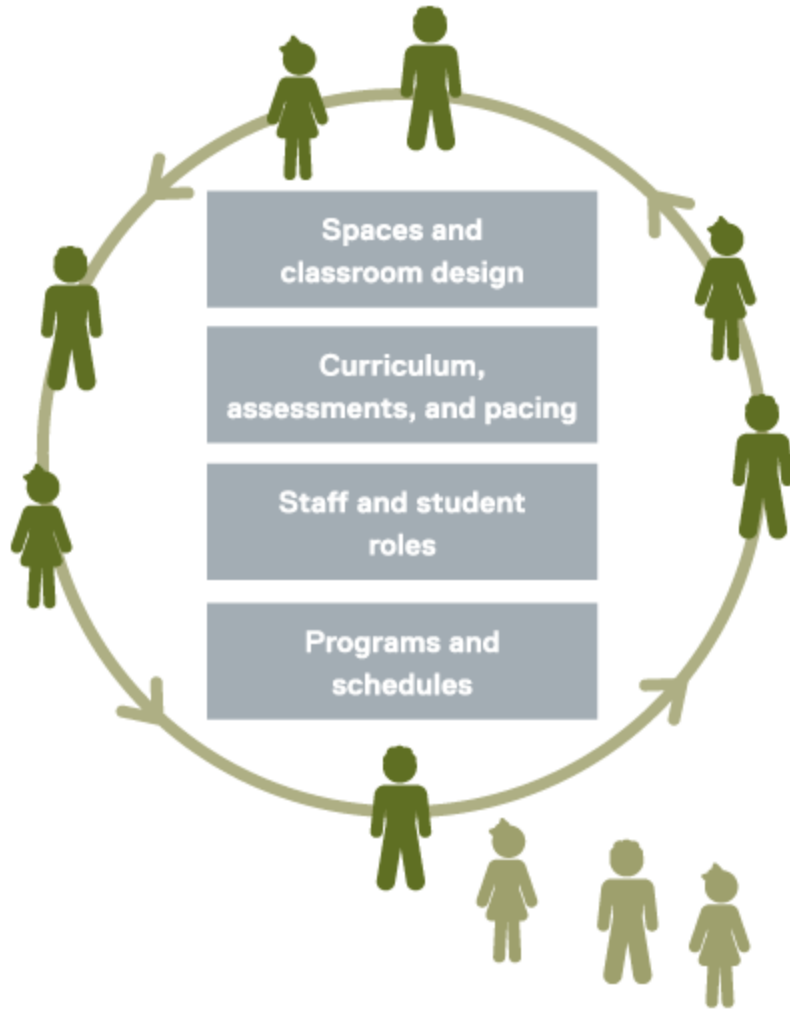 Spaces and
classroom design
Curriculum,
assessments, and pacing
Staff and student
roles
Programs and
schedules